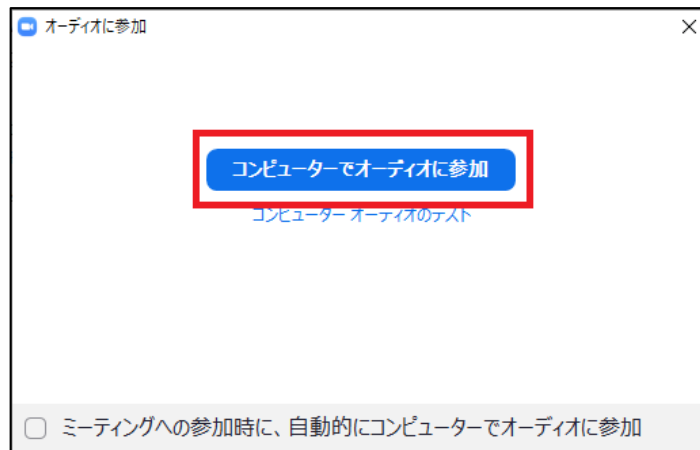 オーディオに参加
コンピューターでオーディオに参加
コンピューター オーディオのテスト
ミーティングへの参加時に、自動的にコンピューターでオーディオに参加